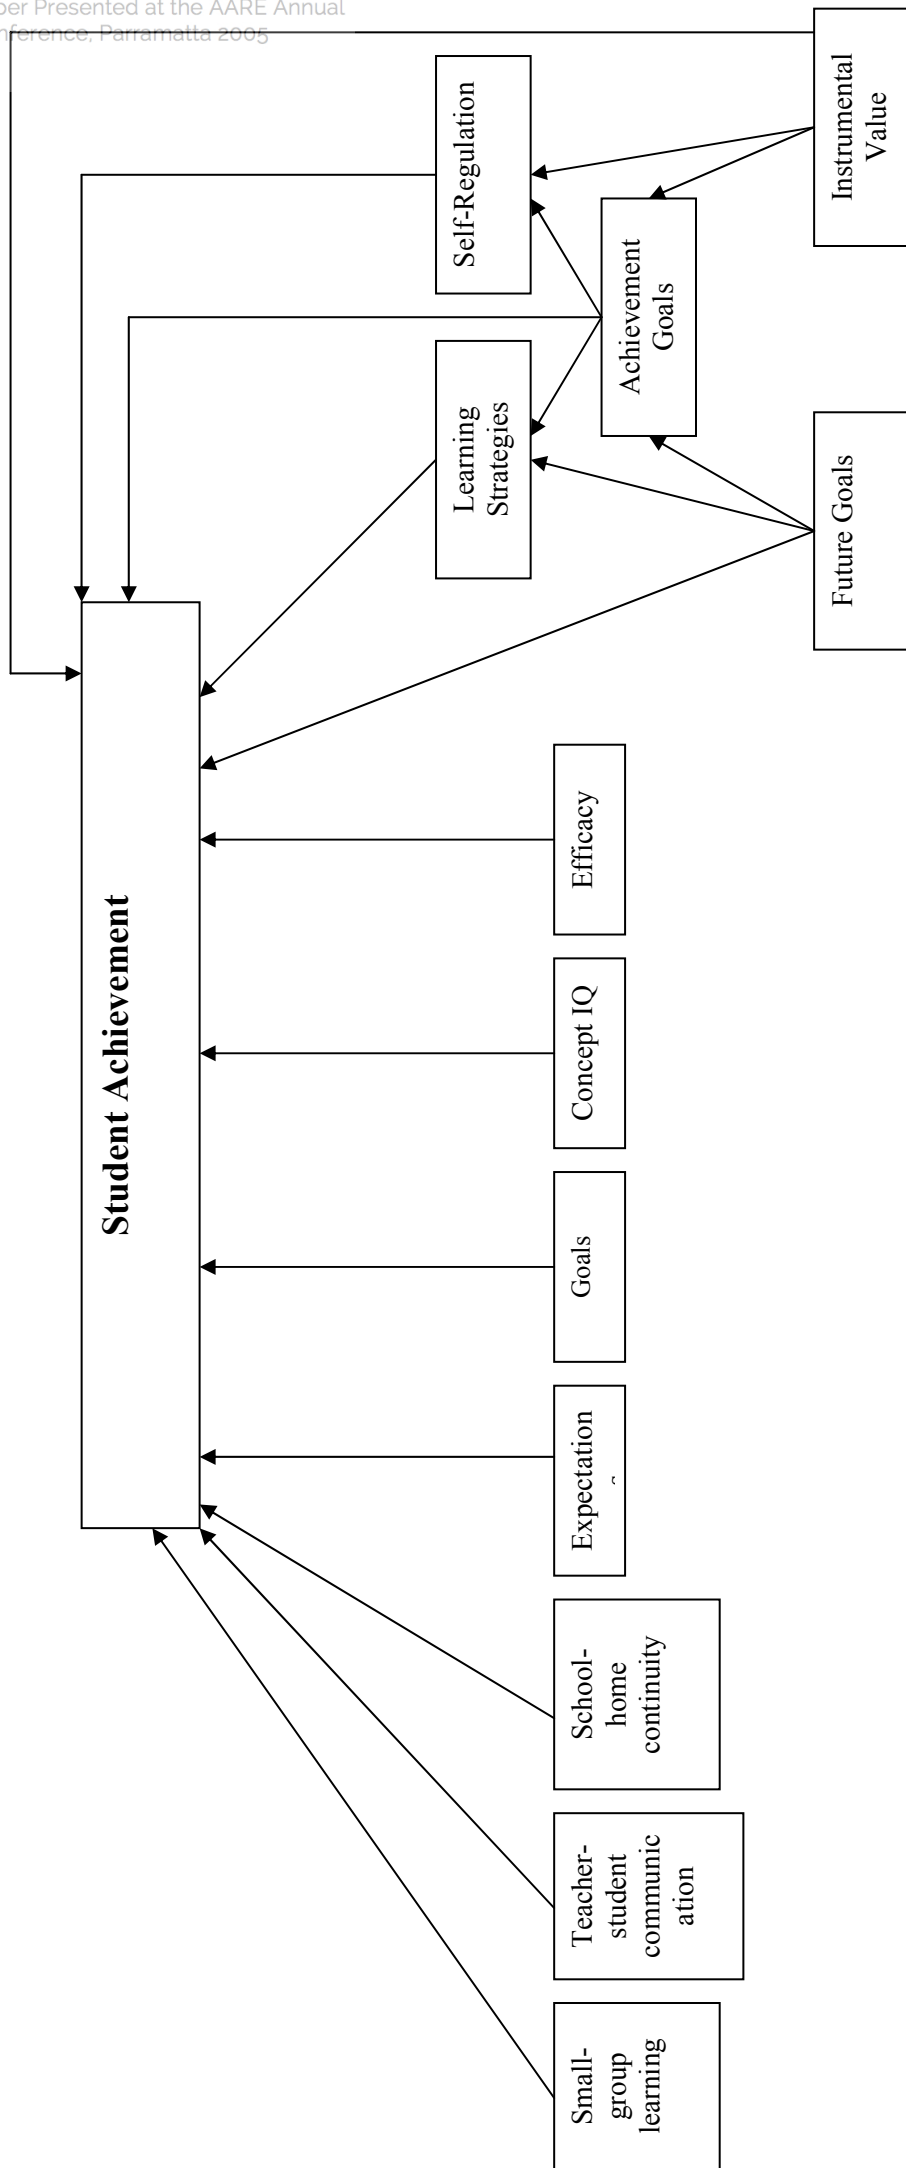 per Presented at the AARE Annual
nference, Parramatta 2005
Student Achievement
Small-
group
learning
Teacher-
student
communic
ation
School-
home
continuity
Expectation
Goals
Concept IQ
Efficacy
Learning
Strategies
Self-Regulation
Achievement
Goals
Future Goals
Instrumental
Value